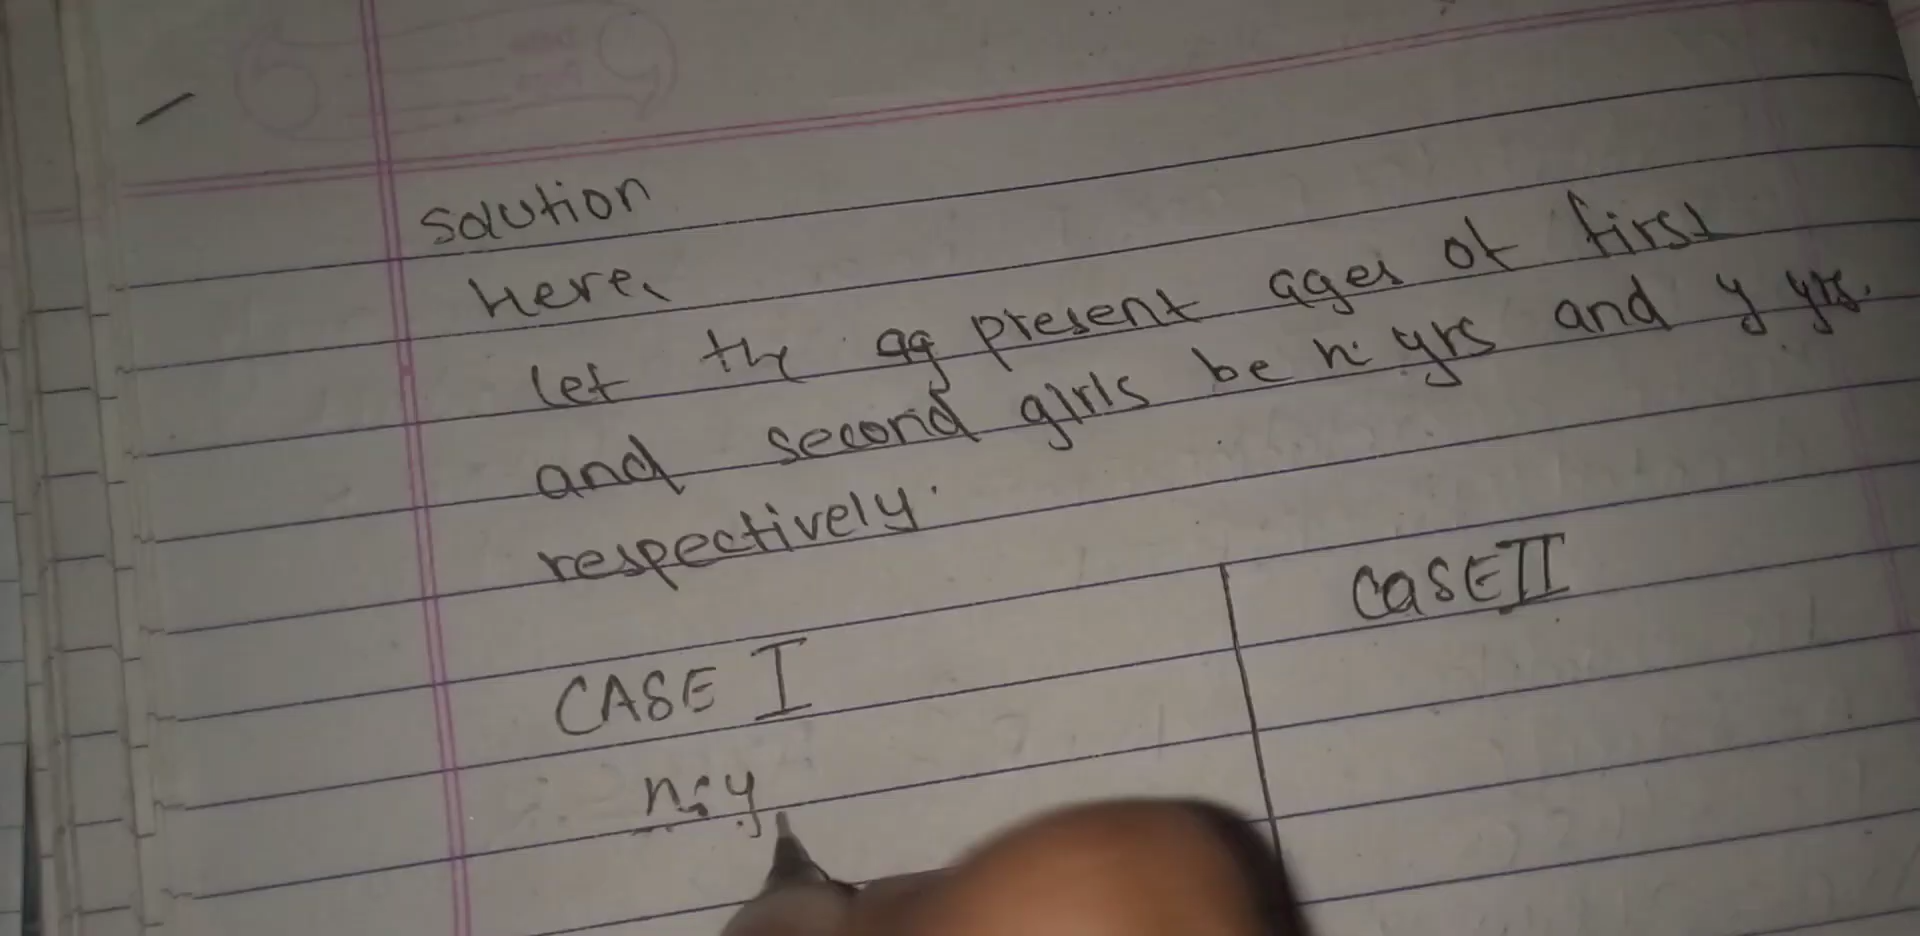 Solution
Here,
Let the ag present ages of first
and second girls be x yrs and y yrs.
respectively.
CASE I
CASE II
x:y